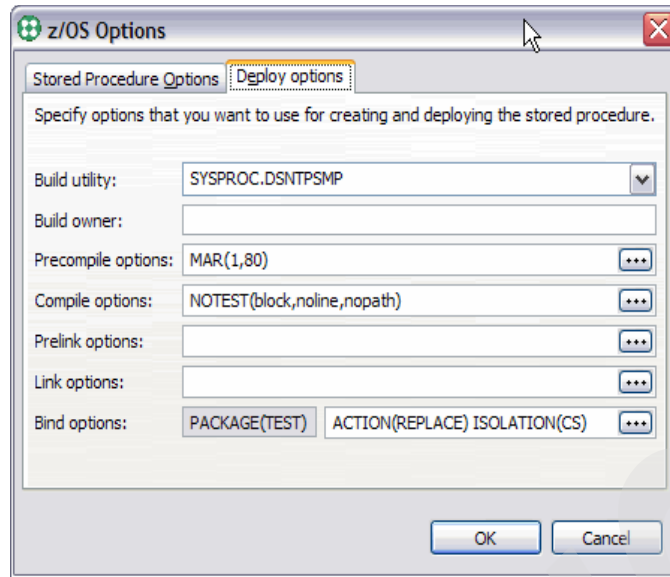 z/OS Options
Stored Procedure Options Deploy options
Specify options that you want to use for creating and deploying the stored procedure.
Build utility: SYSPROC.DSNTPSMP
Build owner:
Precompile options: MAR(1,80)
Compile options: NOTEST(block,noline,nopath)
Prelink options:
Link options:
Bind options: PACKAGE(TEST) ACTION(REPLACE) ISOLATION(CS)
OK Cancel